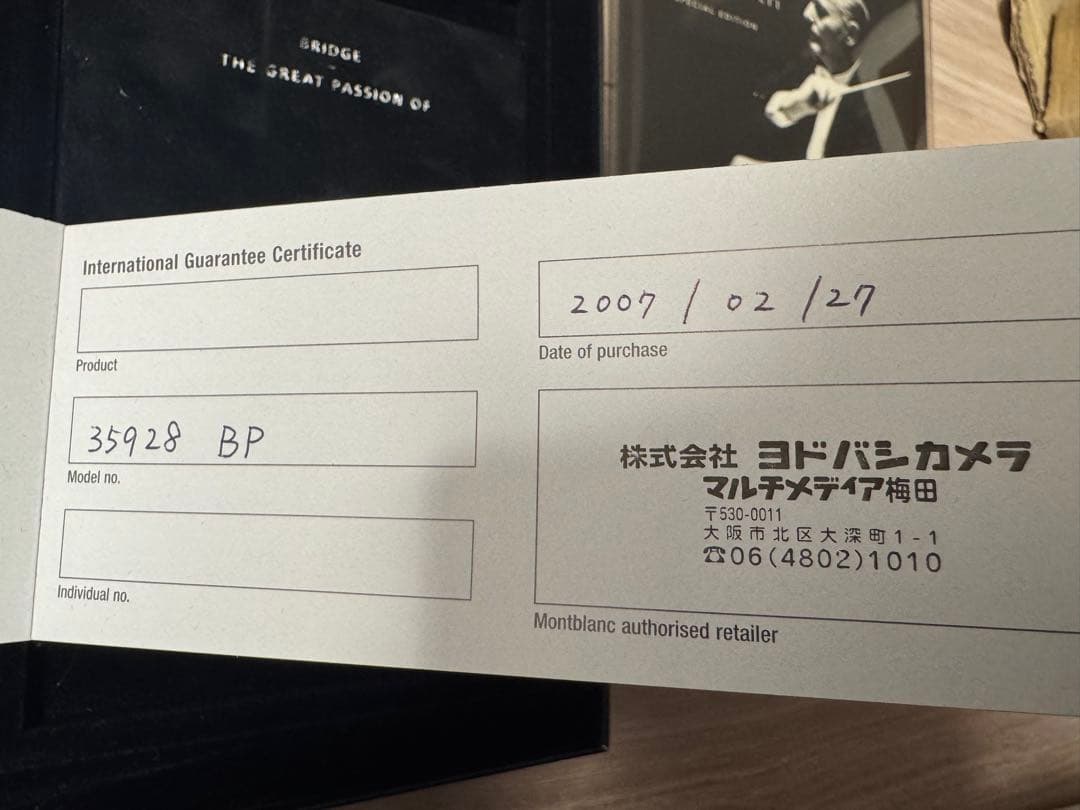 BRIDGE
THE GREAT PASSION OF
SPECIAL EDITION
International Guarantee Certificate
Product
35928 BP
Model no.
Individual no.
2007 / 02 / 27
Date of purchase
株式会社 ヨドバシカメラ
マルチメディア梅田
〒530-0011
大阪市北区大深町1-1
☎06(4802)1010
Montblanc authorised retailer